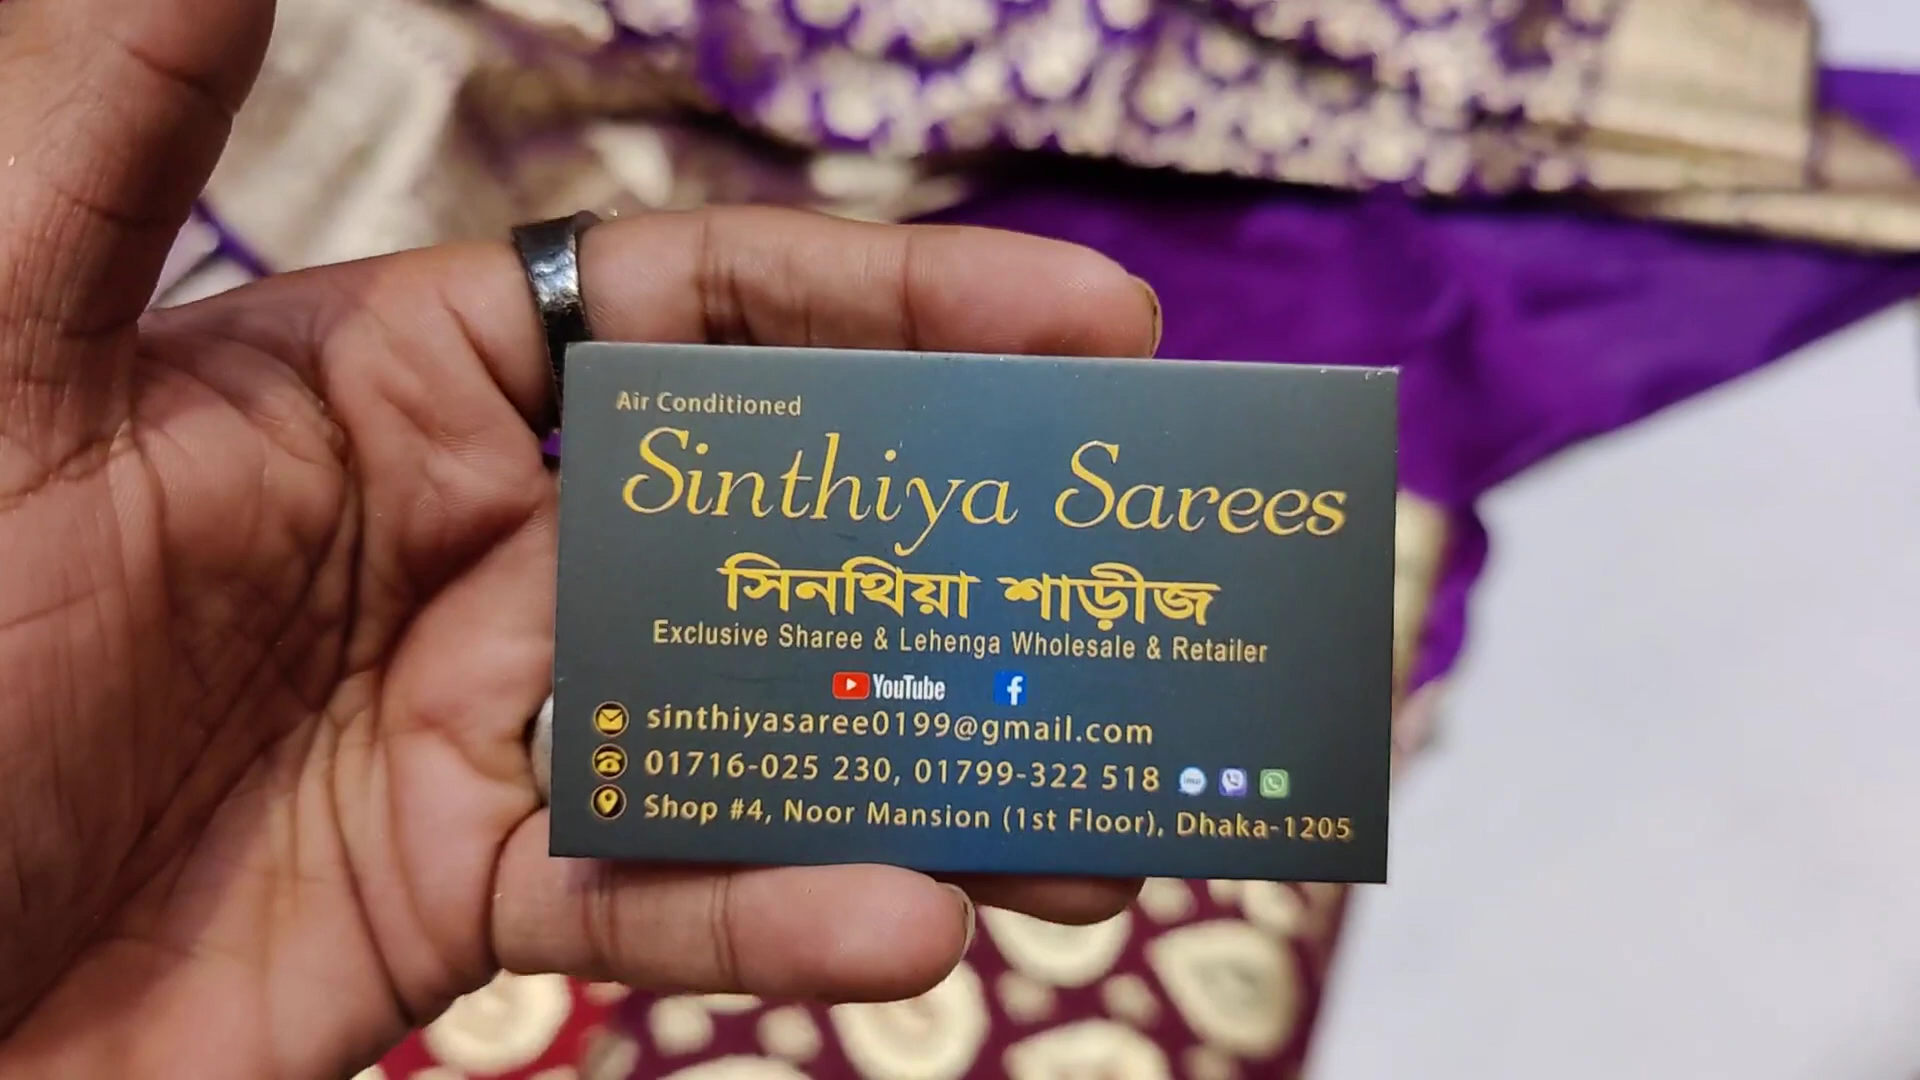 Air Conditioned
Sinthiya Sarees
সিনথিয়া শাড়ীজ
Exclusive Sharee & Lehenga Wholesale & Retailer
YouTube f
sinthiyasaree0199@gmail.com
01716-025 230, 01799-322 518 imo
Shop #4, Noor Mansion (1st Floor), Dhaka-1205